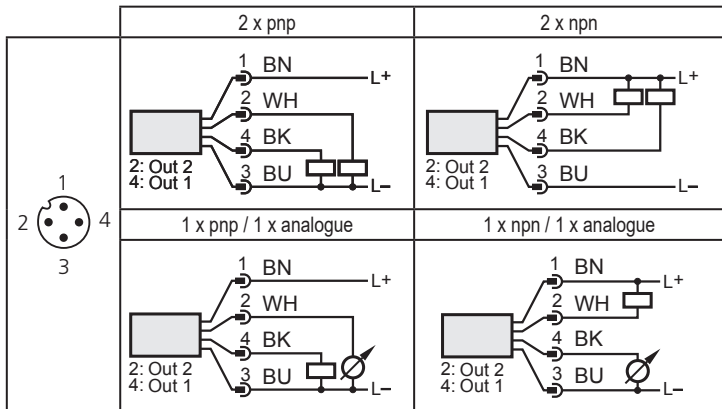 2 x pnp
2 x npn
1 BN L+
2 WH
4 BK
3 BU L–
2: Out 2
4: Out 1
1 BN L+
2 WH
4 BK
3 BU L–
2: Out 2
4: Out 1
1
2 4
3
1 x pnp / 1 x analogue
1 x npn / 1 x analogue
1 BN L+
2 WH
4 BK
3 BU L–
2: Out 2
4: Out 1
1 BN L+
2 WH
4 BK
3 BU L–
2: Out 2
4: Out 1